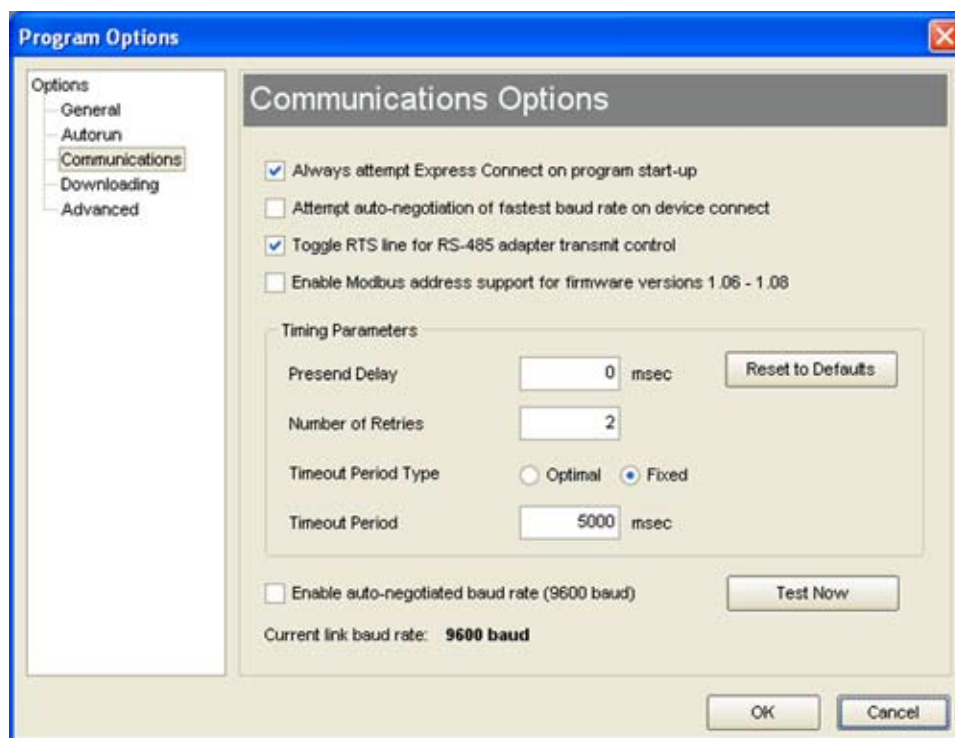 Program Options
Options
General
Autorun
Communications
Downloading
Advanced
Communications Options
Always attempt Express Connect on program start-up
Attempt auto-negotiation of fastest baud rate on device connect
Toggle RTS line for RS-485 adapter transmit control
Enable Modbus address support for firmware versions 1.06 - 1.08
Timing Parameters
Presend Delay 0 msec Reset to Defaults
Number of Retries 2
Timeout Period Type Optimal Fixed
Timeout Period 5000 msec
Enable auto-negotiated baud rate (9600 baud) Test Now
Current link baud rate: 9600 baud
OK Cancel